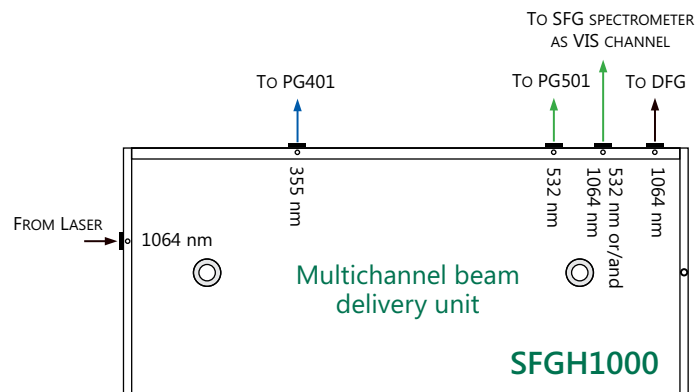 To SFG spectrometer
as VIS channel
To PG401
To PG501
To DFG
355 nm
532 nm
532 nm or/and
1064 nm
1064 nm
From Laser
1064 nm
Multichannel beam
delivery unit
SFGH1000